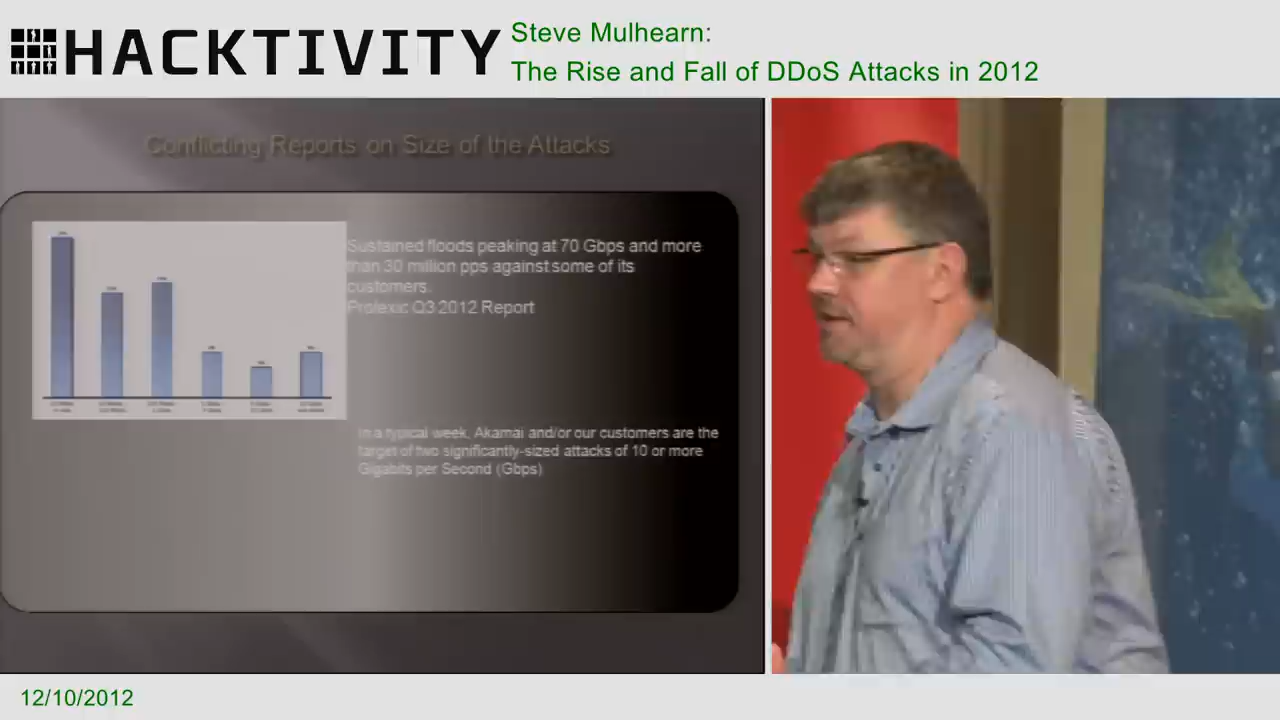 HACKTIVITY
Steve Mulhearn:
The Rise and Fall of DDoS Attacks in 2012
Conflicting Reports on Size of the Attacks
Sustained floods peaking at 70 Gbps and more
than 30 million pps against some of its
customers.
Prolexic Q3 2012 Report
In a typical week, Akamai and/or our customers are the
target of two significantly-sized attacks of 10 or more
Gigabits per Second (Gbps)
12/10/2012